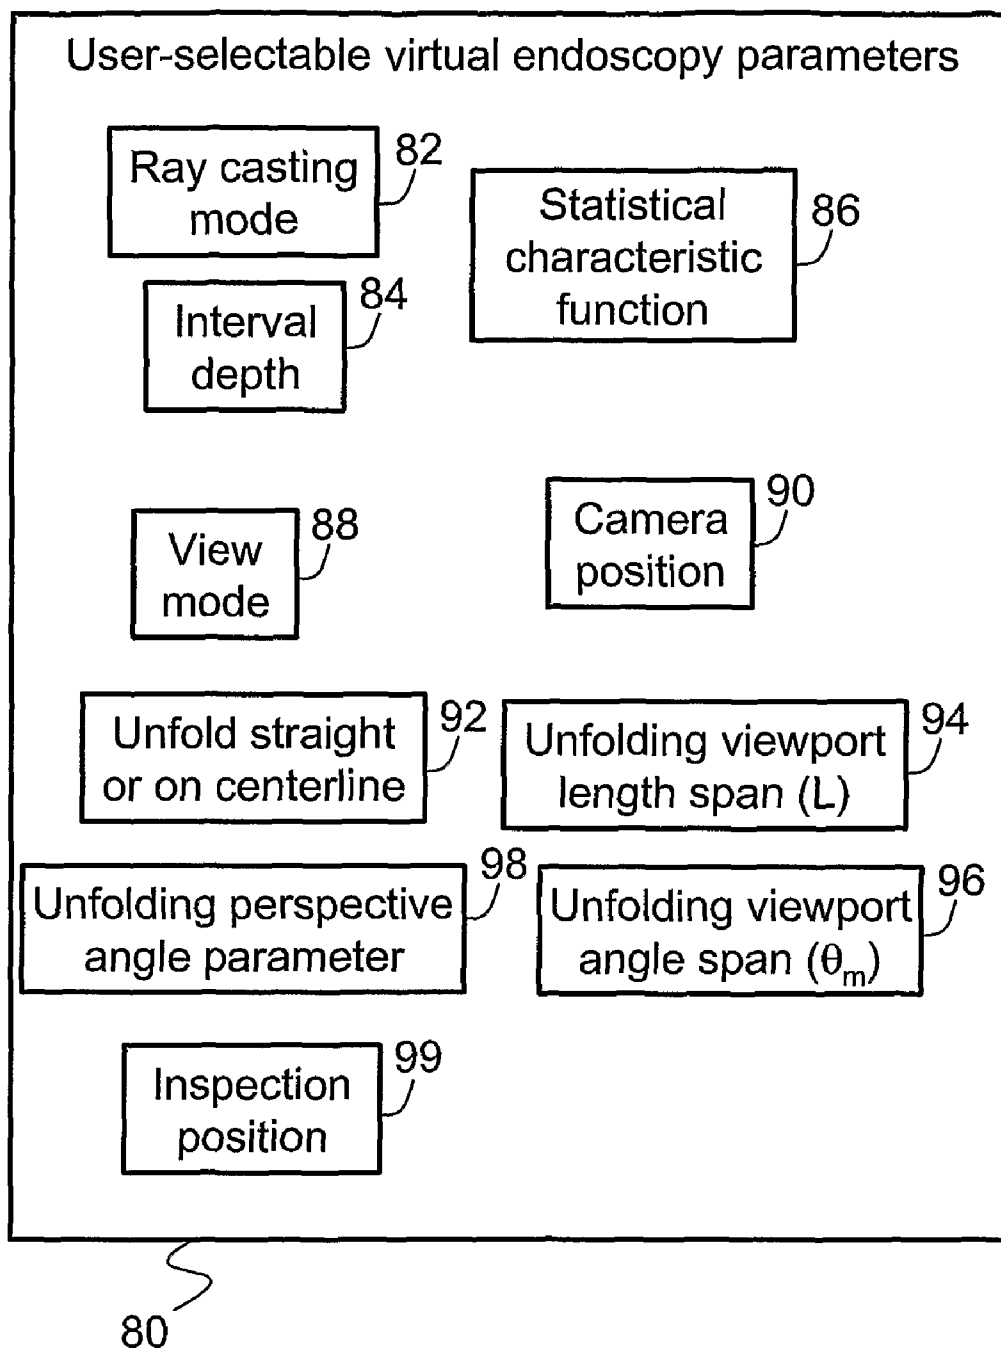 User-selectable virtual endoscopy parameters
Ray casting
mode
82
Statistical
characteristic
function
86
Interval
depth
84
View
mode
88
Camera
position
90
Unfold straight
or on centerline
92
Unfolding viewport
length span (L)
94
Unfolding perspective
angle parameter
98
Unfolding viewport
angle span (θm)
96
Inspection
position
99
80